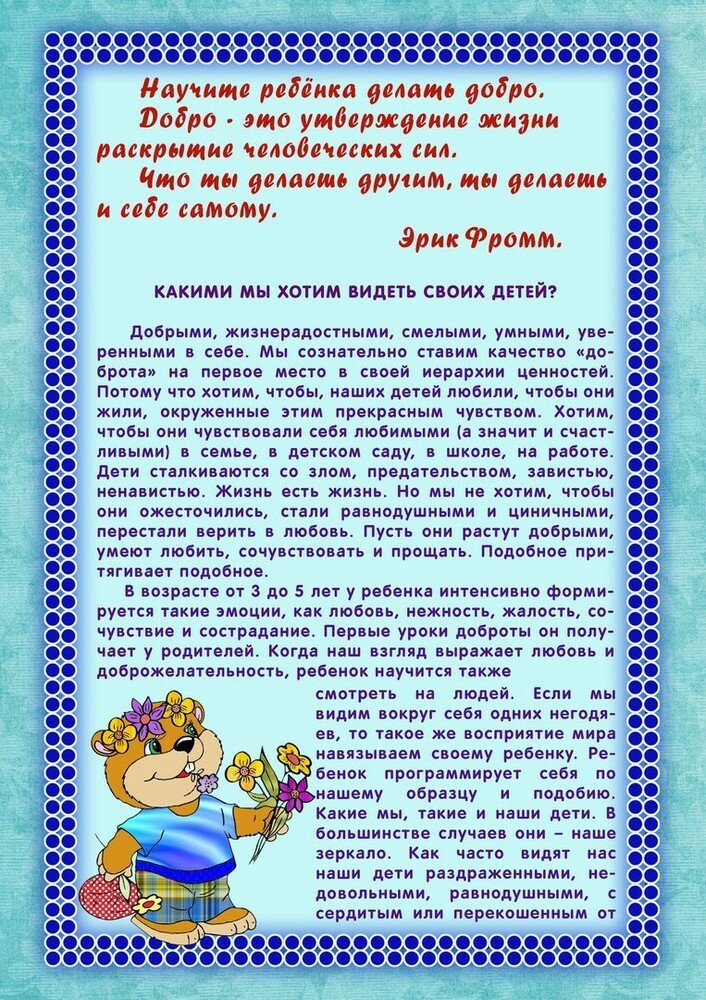 Научите ребёнка делать добро.
Добро - это утверждение жизни
раскрытие человеческих сил.
Что ты делаешь другим, ты делаешь
и себе самому.
Эрик Фромм.
КАКИМИ МЫ ХОТИМ ВИДЕТЬ СВОИХ ДЕТЕЙ?
Добрыми, жизнерадостными, смелыми, умными, уве-
ренными в себе. Мы сознательно ставим качество «до-
брота» на первое место в своей иерархии ценностей.
Потому что хотим, чтобы, наших детей любили, чтобы они
жили, окруженные этим прекрасным чувством. Хотим,
чтобы они чувствовали себя любимыми (а значит и счаст-
ливыми) в семье, в детском саду, в школе, на работе.
Дети сталкиваются со злом, предательством, завистью,
ненавистью. Жизнь есть жизнь. Но мы не хотим, чтобы
они ожесточились, стали равнодушными и циничными,
перестали верить в любовь. Пусть они растут добрыми,
умеют любить, сочувствовать и прощать. Подобное при-
тягивает подобное.
В возрасте от 3 до 5 лет у ребенка интенсивно форми-
руется такие эмоции, как любовь, нежность, жалость, со-
чувствие и сострадание. Первые уроки доброты он полу-
чает у родителей. Когда наш взгляд выражает любовь и
доброжелательность, ребенок научится также
смотреть на людей. Если мы
видим вокруг себя одних негодя-
ев, то такое же восприятие мира
навязываем своему ребенку. Ре-
бенок программирует себя по
нашему образцу и подобию.
Какие мы, такие и наши дети. В
большинстве случаев они – наше
зеркало. Как часто видят нас
наши дети раздраженными, не-
довольными, равнодушными, с
сердитым или перекошенным от